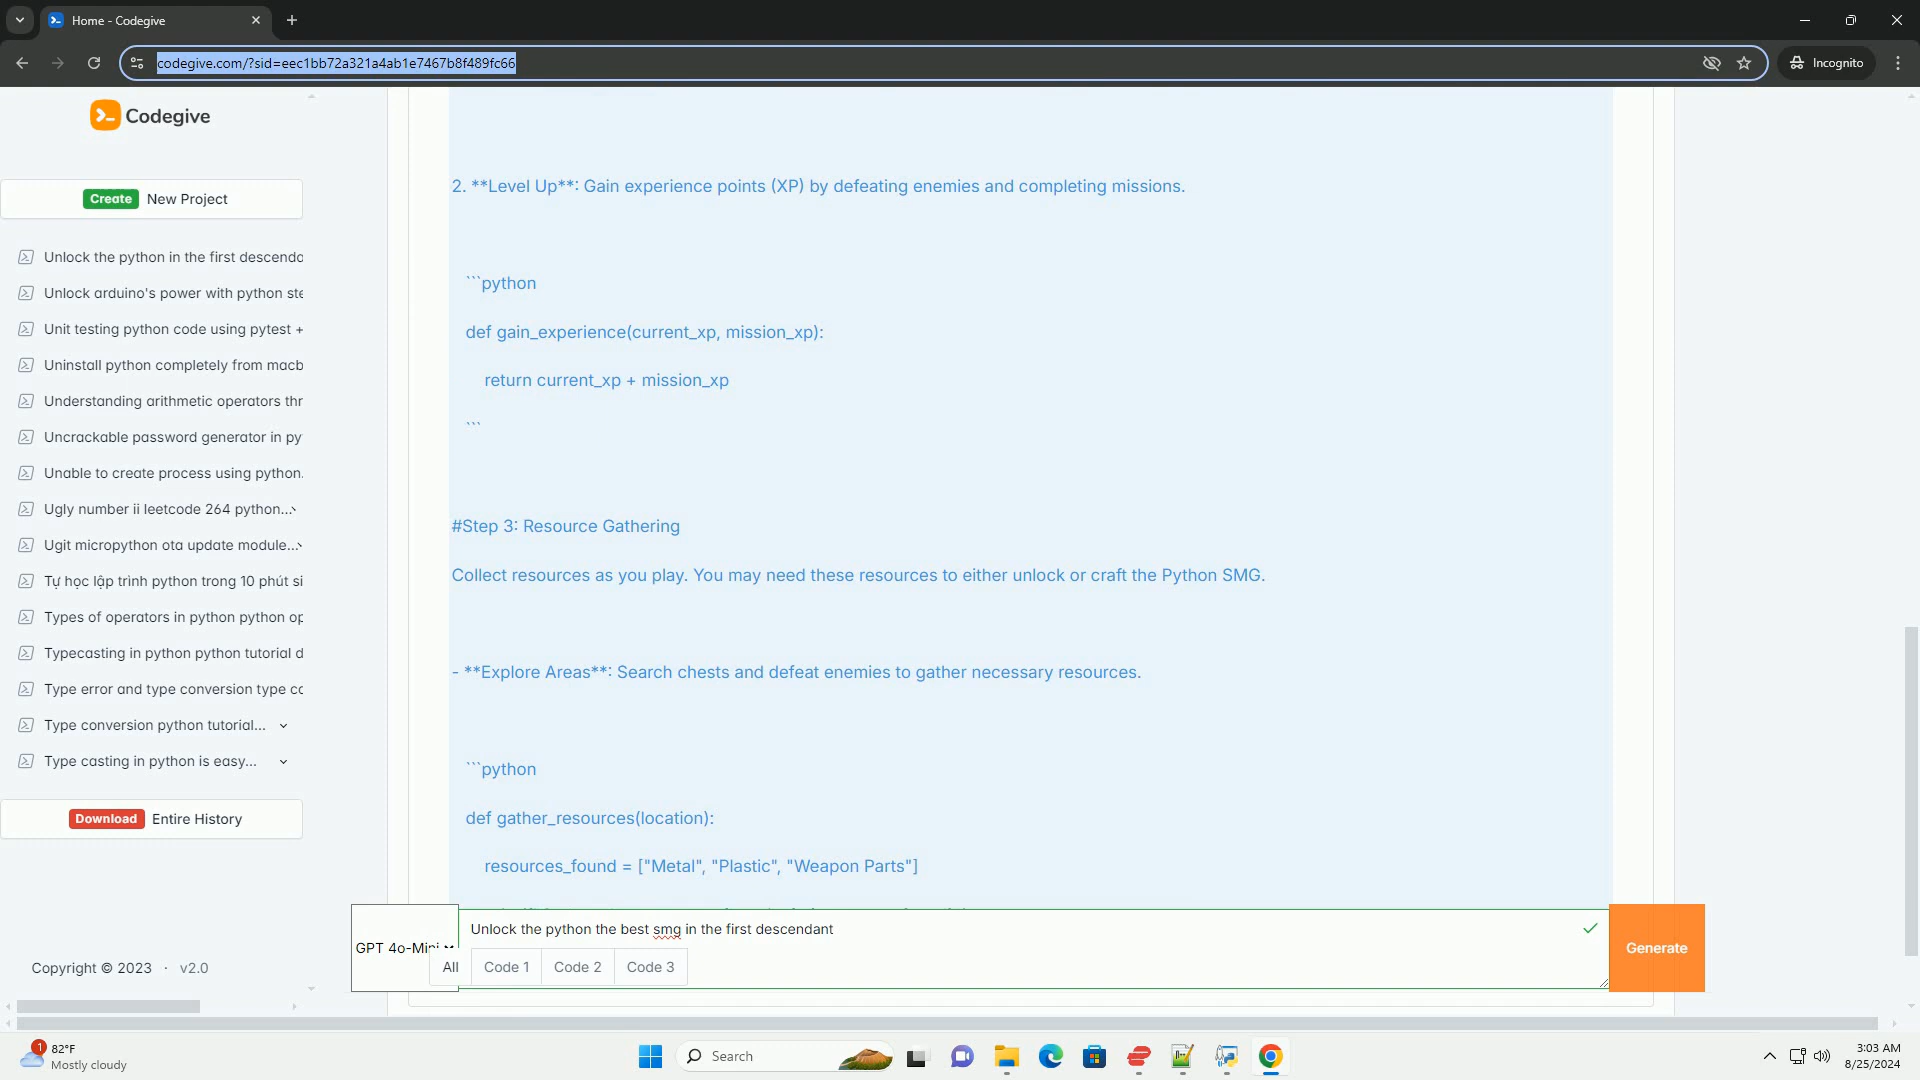 Home - Codegive
codegive.com/?sid=eec1bb72a321a4ab1e7467b8f489fc66
Incognito
Codegive
Create New Project
Unlock the python in the first descenda
Unlock arduino's power with python ste
Unit testing python code using pytest +
Uninstall python completely from macb
Understanding arithmetic operators thr
Uncrackable password generator in py
Unable to create process using python.
Ugly number ii leetcode 264 python...
Ugit micropython ota update module...
Tự học lập trình python trong 10 phút si
Types of operators in python python op
Typecasting in python python tutorial d
Type error and type conversion type cc
Type conversion python tutorial...
Type casting in python is easy...
Download Entire History
Copyright © 2023 · v2.0
2. **Level Up**: Gain experience points (XP) by defeating enemies and completing missions.
```python
def gain_experience(current_xp, mission_xp):
return current_xp + mission_xp
```
#Step 3: Resource Gathering
Collect resources as you play. You may need these resources to either unlock or craft the Python SMG.
- **Explore Areas**: Search chests and defeat enemies to gather necessary resources.
```python
def gather_resources(location):
resources_found = ["Metal", "Plastic", "Weapon Parts"]
GPT 4o-Mini
Unlock the python the best smg in the first descendant
All Code 1 Code 2 Code 3
Generate
1
82°F
Mostly cloudy
Search
3:03 AM
8/25/2024